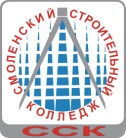 СМОЛЕНСКИЙ СТРОИТЕЛЬНЫЙ
КОЛЛЕДЖ
ССК